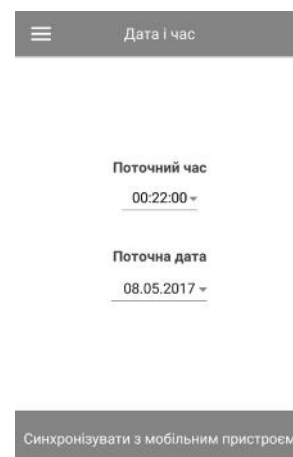 Дата і час
Поточний час
00:22:00
Поточна дата
08.05.2017
Синхронізувати з мобільним пристроєм